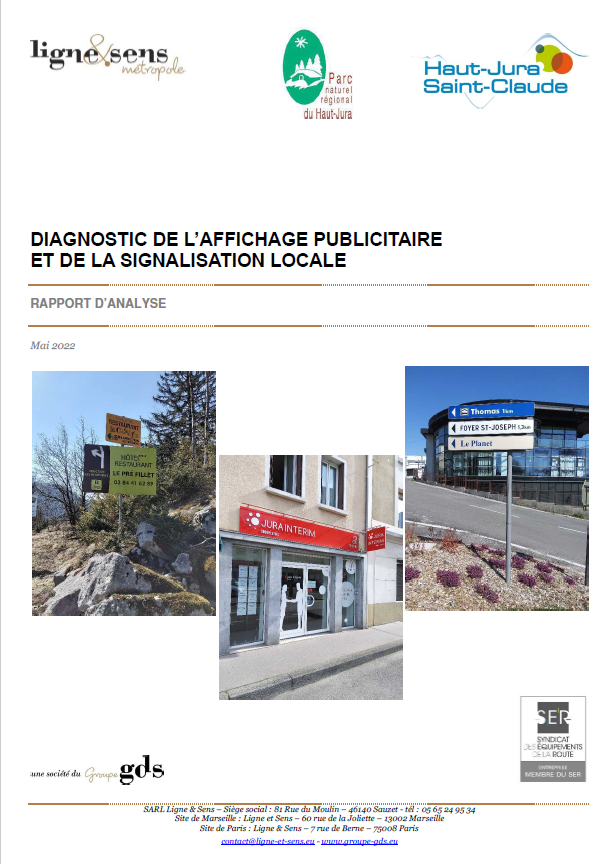 ligne&sens
métropole
Parc
naturel
régional
du Haut-Jura
Haut-Jura
Saint-Claude
DIAGNOSTIC DE L'AFFICHAGE PUBLICITAIRE
ET DE LA SIGNALISATION LOCALE
RAPPORT D'ANALYSE
Mai 2022
RESTAURANT
HÔTEL***
RESTAURANT
LE PRÉ FILLET
03 84 41 62 89
JURA INTERIM
Thomas 1km
FOYER ST-JOSEPH 1,3km
Le Planet
SER
SYNDICAT
DES ÉQUIPEMENTS
DE LA ROUTE
ENTREPRISE
MEMBRE DU SER
une société du Groupe gds
SARL Ligne & Sens – Siège social : 81 Rue du Moulin – 46140 Sauzet - tél : 05 65 24 95 34
Site de Marseille : Ligne et Sens – 60 rue de la Joliette – 13002 Marseille
Site de Paris : Ligne & Sens – 7 rue de Berne – 75008 Paris
contact@ligne-et-sens.eu - www.groupe-gds.eu